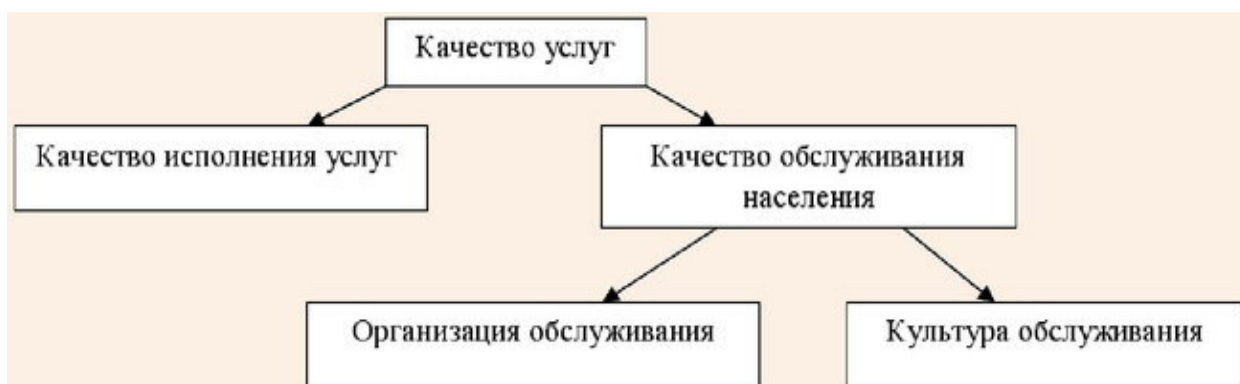 Качество услуг
Качество исполнения услуг
Качество обслуживания
населения
Организация обслуживания
Культура обслуживания